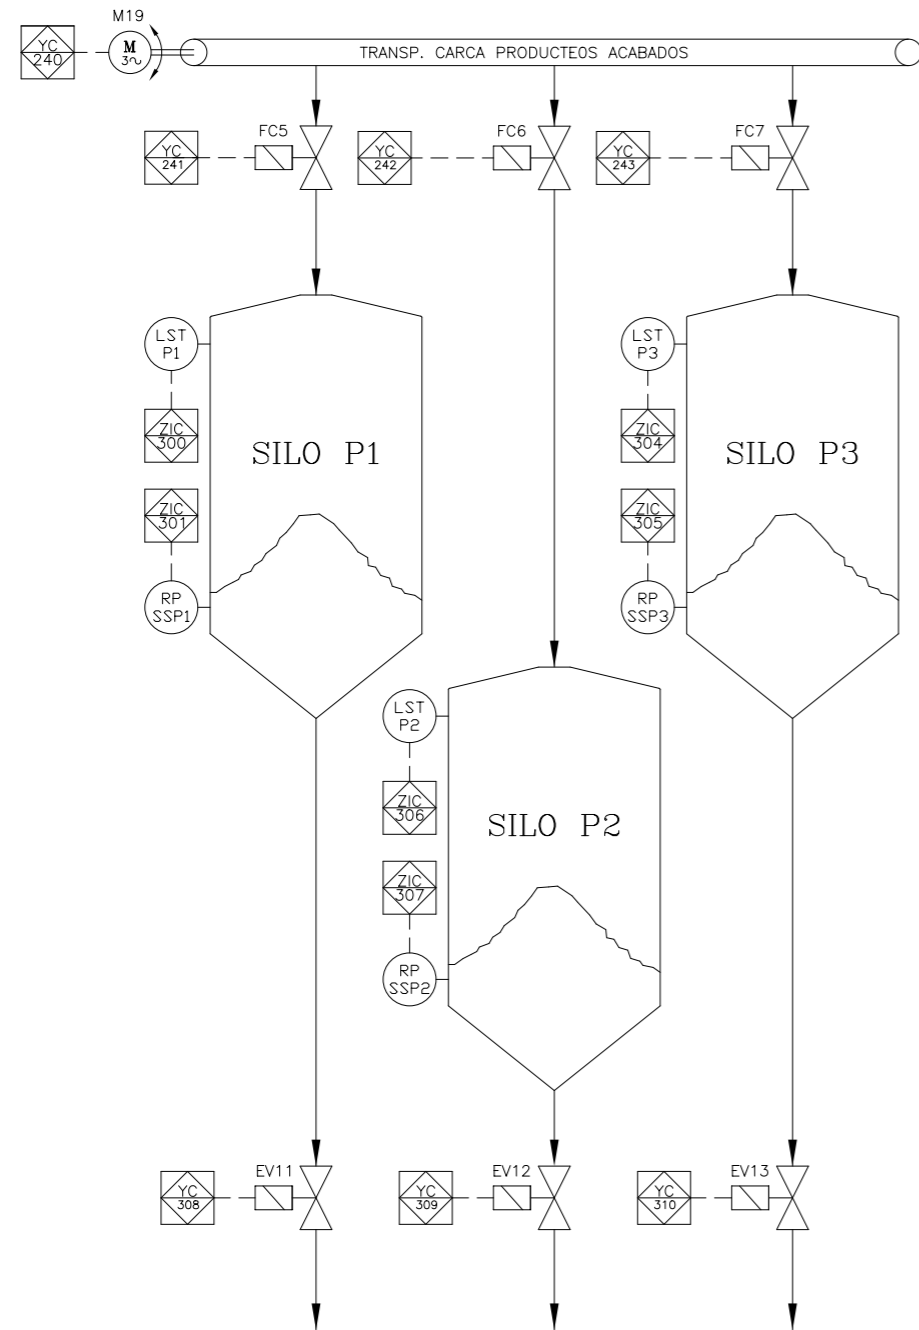 M19
YC
240
M
3~
TRANSP. CARCA PRODUCTEOS ACABADOS
FC5
FC6
FC7
YC
241
YC
242
YC
243
LST
P1
LST
P3
ZIC
300
ZIC
304
SILO P1
SILO P3
ZIC
301
ZIC
305
RP
SSP1
RP
SSP3
LST
P2
ZIC
306
SILO P2
ZIC
307
RP
SSP2
EV11
EV12
EV13
YC
308
YC
309
YC
310